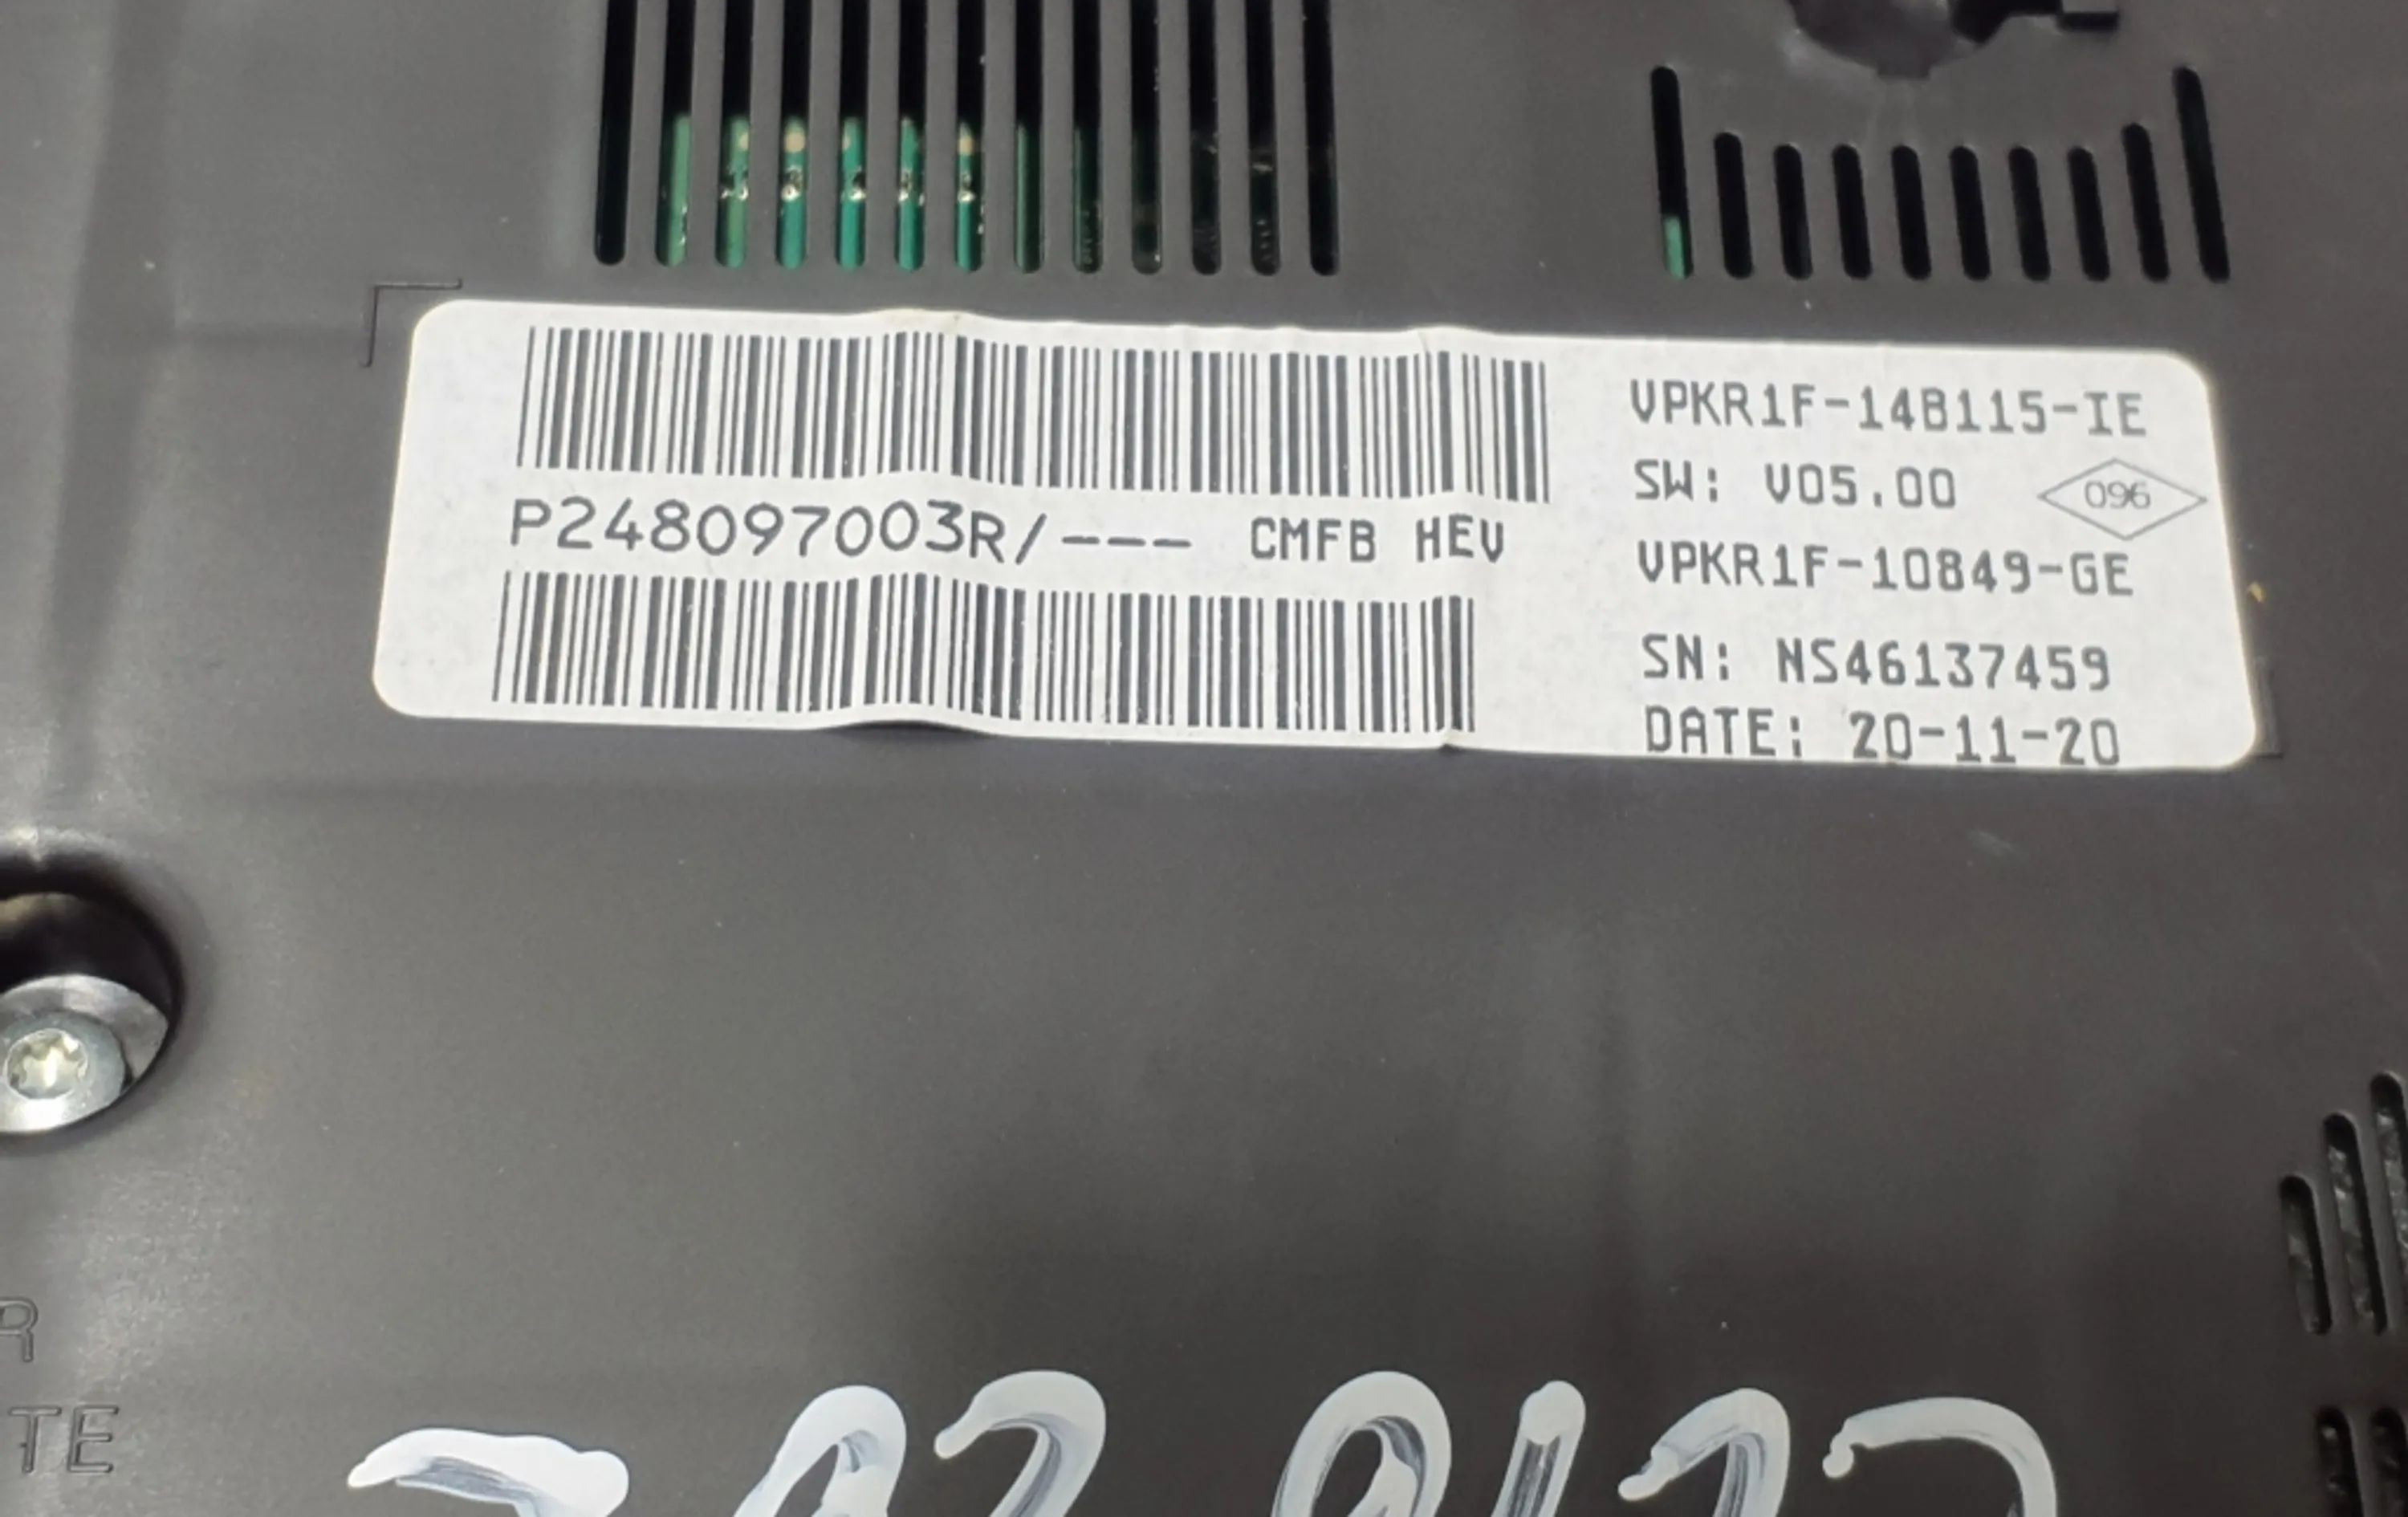 VPKR1F-14B115-IE
SW: V05.00
096
P248097003R/--- CMFB HEV
VPKR1F-10849-GE
SN: NS46137459
DATE: 20-11-20
R
TE